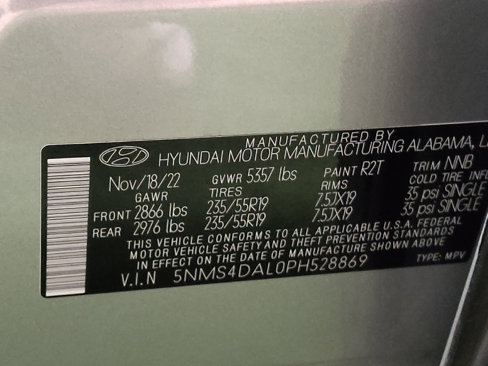 MANUFACTURED BY
HYUNDAI MOTOR MANUFACTURING ALABAMA,
Nov/18/22 GVWR 5357 lbs PAINT R2T TRIM NNB
GAWR TIRES RIMS COLD TIRE INFL
FRONT 2866 lbs 235/55R19 7.5JX19 35 psi SINGLE
REAR 2976 lbs 235/55R19 7.5JX19 35 psi SINGLE
THIS VEHICLE CONFORMS TO ALL APPLICABLE U.S.A. FEDERAL
MOTOR VEHICLE SAFETY AND THEFT PREVENTION STANDARDS
IN EFFECT ON THE DATE OF MANUFACTURE SHOWN ABOVE
V.I.N 5NMS4DAL0PH528869 TYPE: MPV